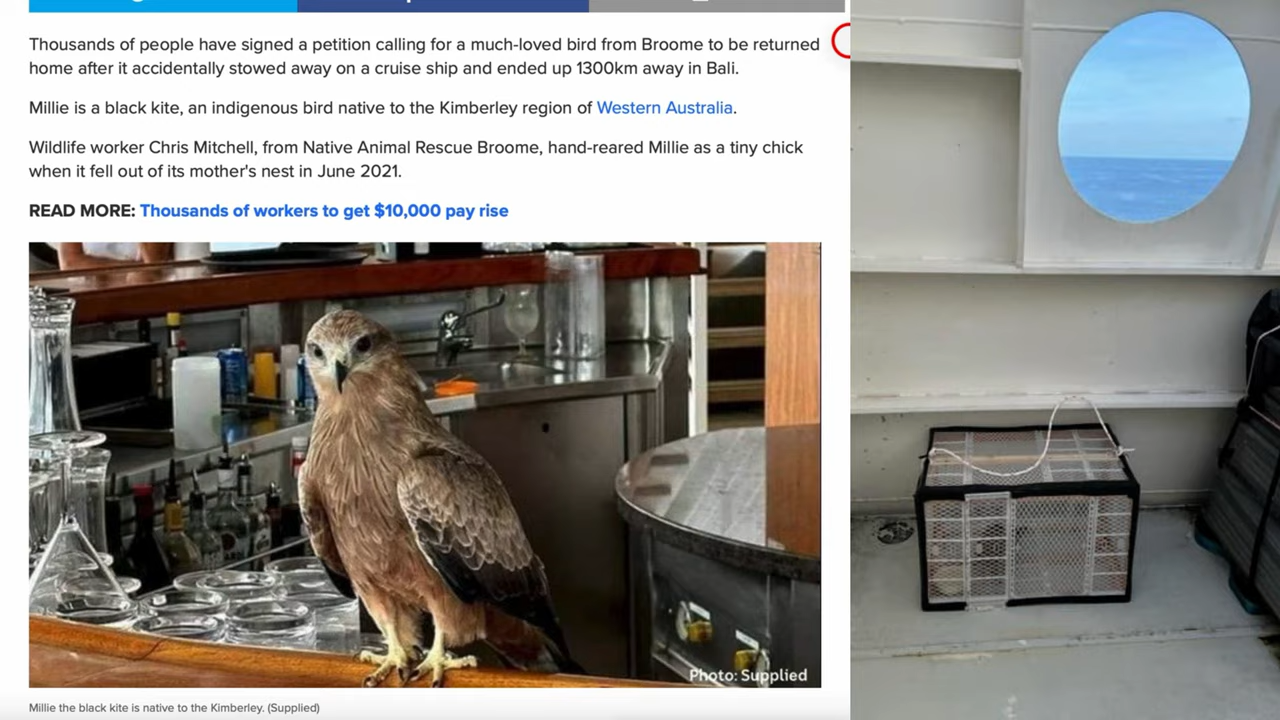 Thousands of people have signed a petition calling for a much-loved bird from Broome to be returned
home after it accidentally stowed away on a cruise ship and ended up 1300km away in Bali.
Millie is a black kite, an indigenous bird native to the Kimberley region of Western Australia.
Wildlife worker Chris Mitchell, from Native Animal Rescue Broome, hand-reared Millie as a tiny chick
when it fell out of its mother's nest in June 2021.
READ MORE: Thousands of workers to get $10,000 pay rise
Photo: Supplied
Millie the black kite is native to the Kimberley. (Supplied)